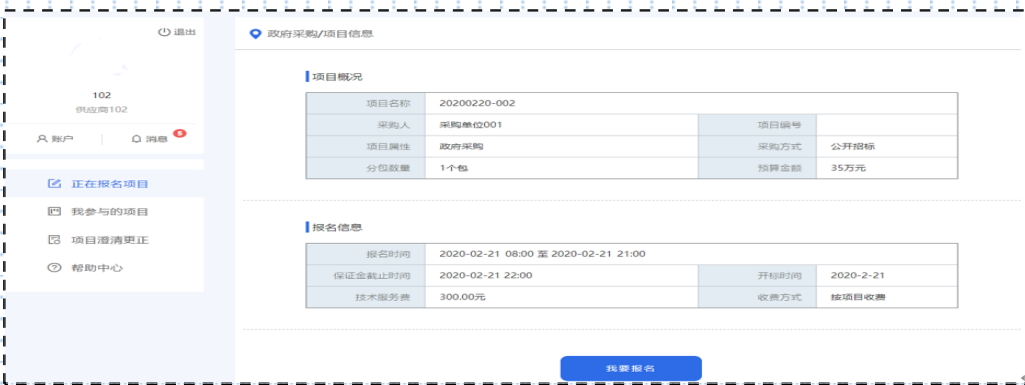 退出
102
供应商102
账户
消息 5
正在报名项目
我参与的项目
项目澄清更正
帮助中心
政府采购/项目信息
项目概况
项目名称 20200220-002
采购人 采购单位001 项目编号
项目属性 政府采购 采购方式 公开招标
分包数量 1个包 预算金额 35万元
报名信息
报名时间 2020-02-21 08:00 至 2020-02-21 21:00
保证金截止时间 2020-02-21 22:00 开标时间 2020-2-21
技术服务费 300.00元 收费方式 按项目收费
我要报名